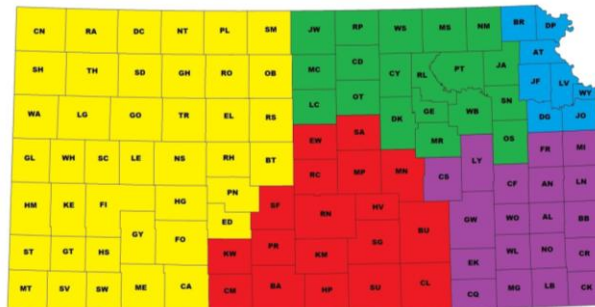 CN RA DC NT PL SM JW RP WS MS NM BR DP
AT
SH TH SD GH RO OB MC CD CY RL PT JA JF LV WY
WA LG GO TR EL RS LC OT DK GE WB SN DG JO
EW SA MR OS FR MI
GL WH SC LE NS RH BT RC MP MN CS LY
CF AN LN
HM KE FI HG PN SF RN HV BU GW WO AL BB
ED
ST GT HS GY FO KW PR KM SG EK WL NO CR
MT SV SW ME CA CM BA HP SU CL CQ MG LB CK